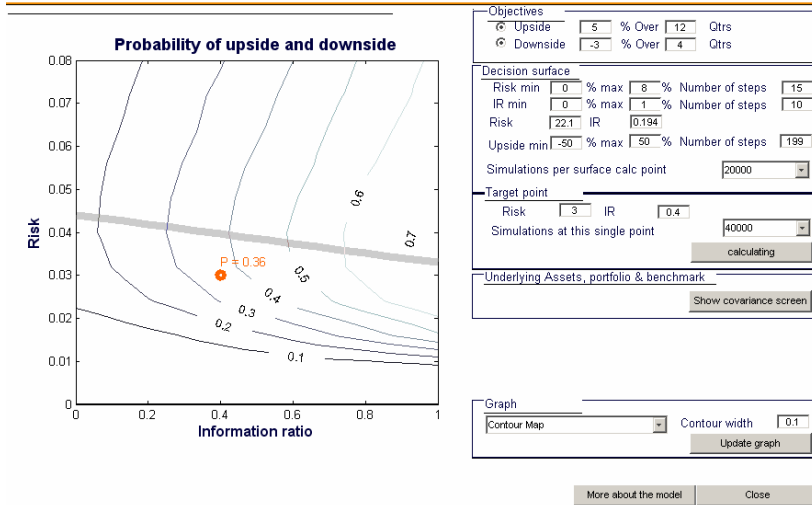 Probability of upside and downside
0.08
0.07
0.06
0.05
0.04
0.03
0.02
0.01
0
Risk
P = 0.36
0.6
0.7
0.5
0.4
0.3
0.2
0.1
0 0.2 0.4 0.6 0.8 1
Information ratio
Objectives
Upside 5 % Over 12 Qtrs
Downside -3 % Over 4 Qtrs
Decision surface
Risk min 0 % max 8 % Number of steps 15
IR min 0 % max 1 % Number of steps 10
Risk 22.1 IR 0.194
Upside min -50 % max 50 % Number of steps 199
Simulations per surface calc point 20000
Target point
Risk 3 IR 0.4
Simulations at this single point 40000
calculating
Underlying Assets, portfolio & benchmark
Show covariance screen
Graph
Contour Map Contour width 0.1
Update graph
More about the model Close